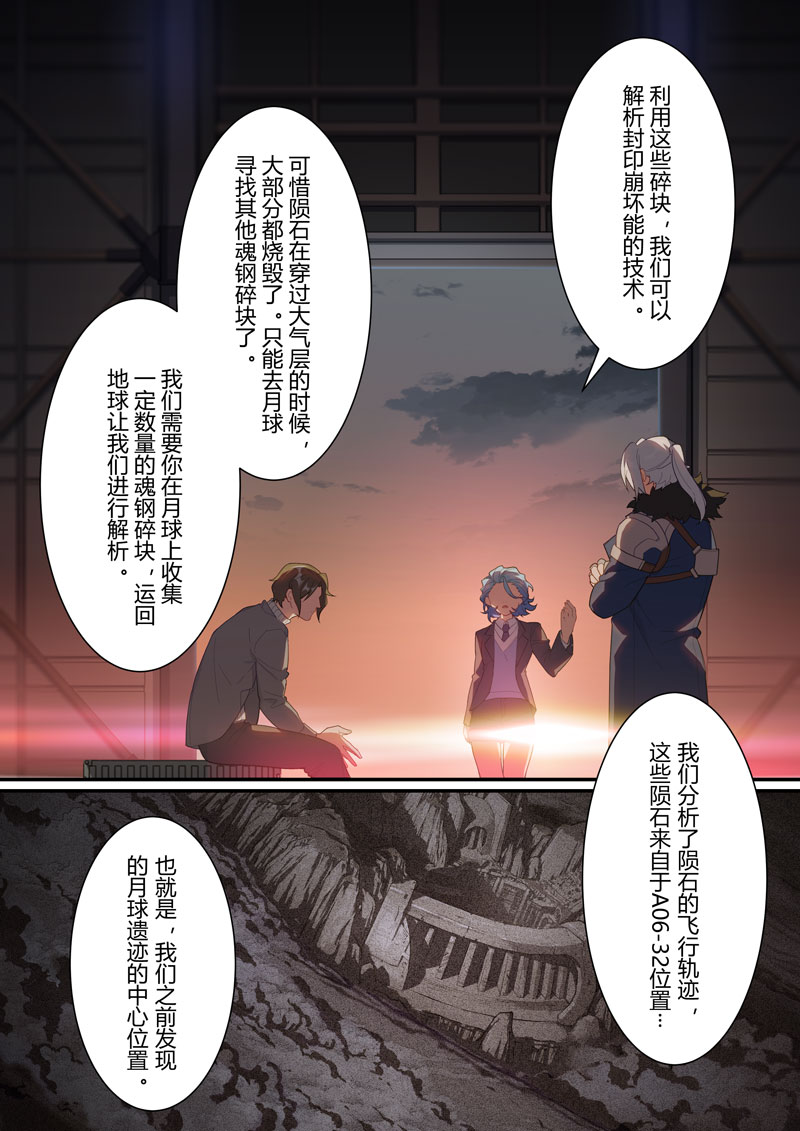 利用这些碎块，我们可以
解析封印崩坏能的技术。
可惜陨石在穿过大气层的时候，
大部分都烧毁了。只能去月球
寻找其他魂钢碎块了。
我们需要你在月球上收集
一定数量的魂钢碎块，运回
地球让我们进行解析。
我们分析了陨石的飞行轨迹，
这些陨石来自于A06-32位置…
也就是，我们之前发现
的月球遗迹的中心位置。